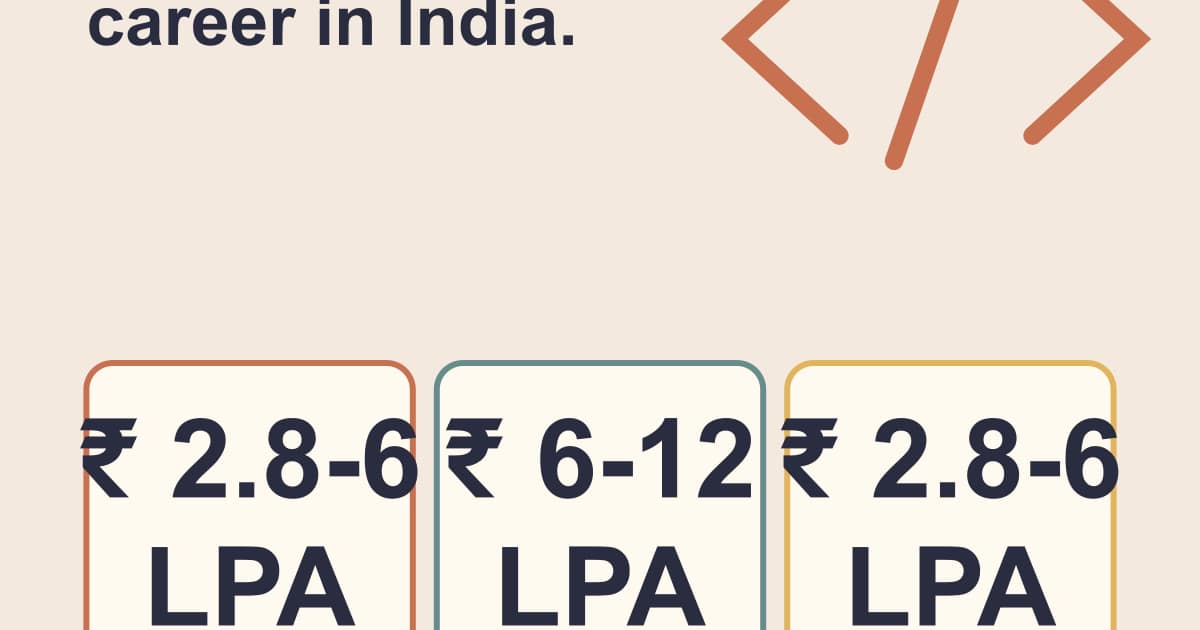 career in India.
₹ 2.8-6 ₹ 6-12 ₹ 2.8-6
LPA LPA LPA